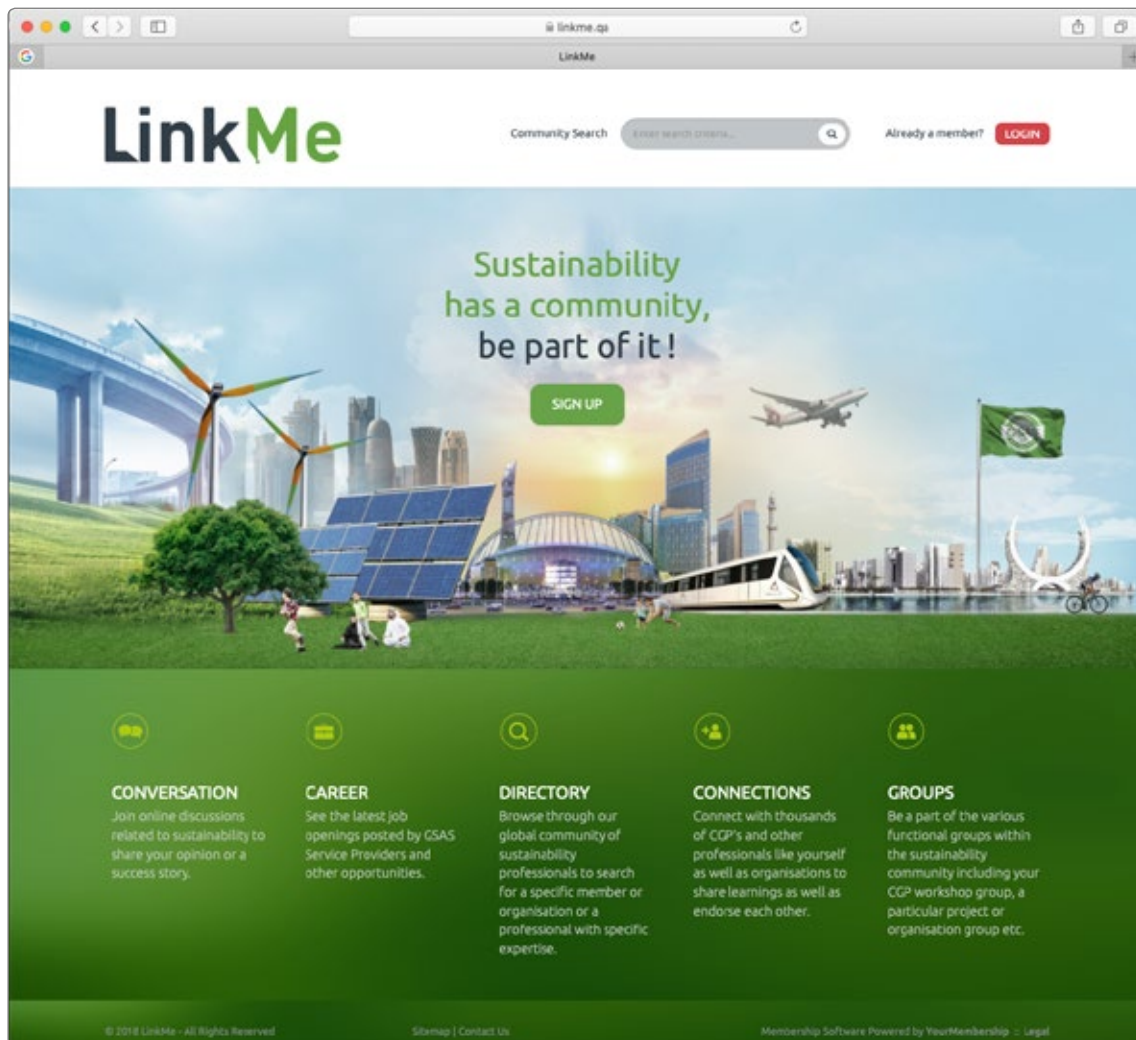 linkme.qa
LinkMe
LinkMe
Community Search
Enter search criteria...
Already a member?
LOGIN
Sustainability
has a community,
be part of it!
SIGN UP
CONVERSATION
Join online discussions
related to sustainability to
share your opinion or a
success story.
CAREER
See the latest job
openings posted by GSAS
Service Providers and
other opportunities.
DIRECTORY
Browse through our
global community of
sustainability
professionals to search
for a specific member or
organisation or a
professional with specific
expertise.
CONNECTIONS
Connect with thousands
of CGP's and other
professionals like yourself
as well as organisations to
share learnings as well as
endorse each other.
GROUPS
Be a part of the various
functional groups within
the sustainability
community including your
CGP workshop group, a
particular project or
organisation group etc.
© 2018 LinkMe - All Rights Reserved
Sitemap | Contact Us
Membership Software Powered by YourMembership :: Legal